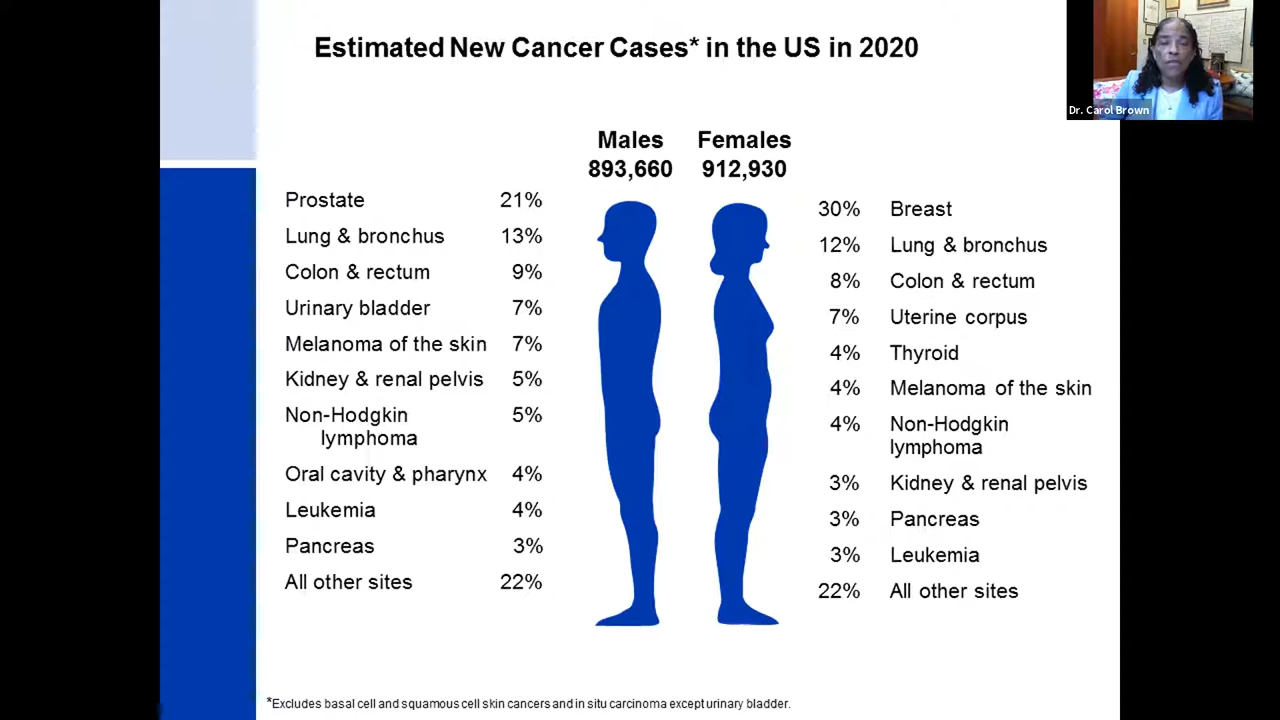 Estimated New Cancer Cases* in the US in 2020
Dr. Carol Brown
Males
893,660
Females
912,930
Prostate 21%
Lung & bronchus 13%
Colon & rectum 9%
Urinary bladder 7%
Melanoma of the skin 7%
Kidney & renal pelvis 5%
Non-Hodgkin 5%
lymphoma
Oral cavity & pharynx 4%
Leukemia 4%
Pancreas 3%
All other sites 22%
30% Breast
12% Lung & bronchus
8% Colon & rectum
7% Uterine corpus
4% Thyroid
4% Melanoma of the skin
4% Non-Hodgkin
lymphoma
3% Kidney & renal pelvis
3% Pancreas
3% Leukemia
22% All other sites
*Excludes basal cell and squamous cell skin cancers and in situ carcinoma except urinary bladder.